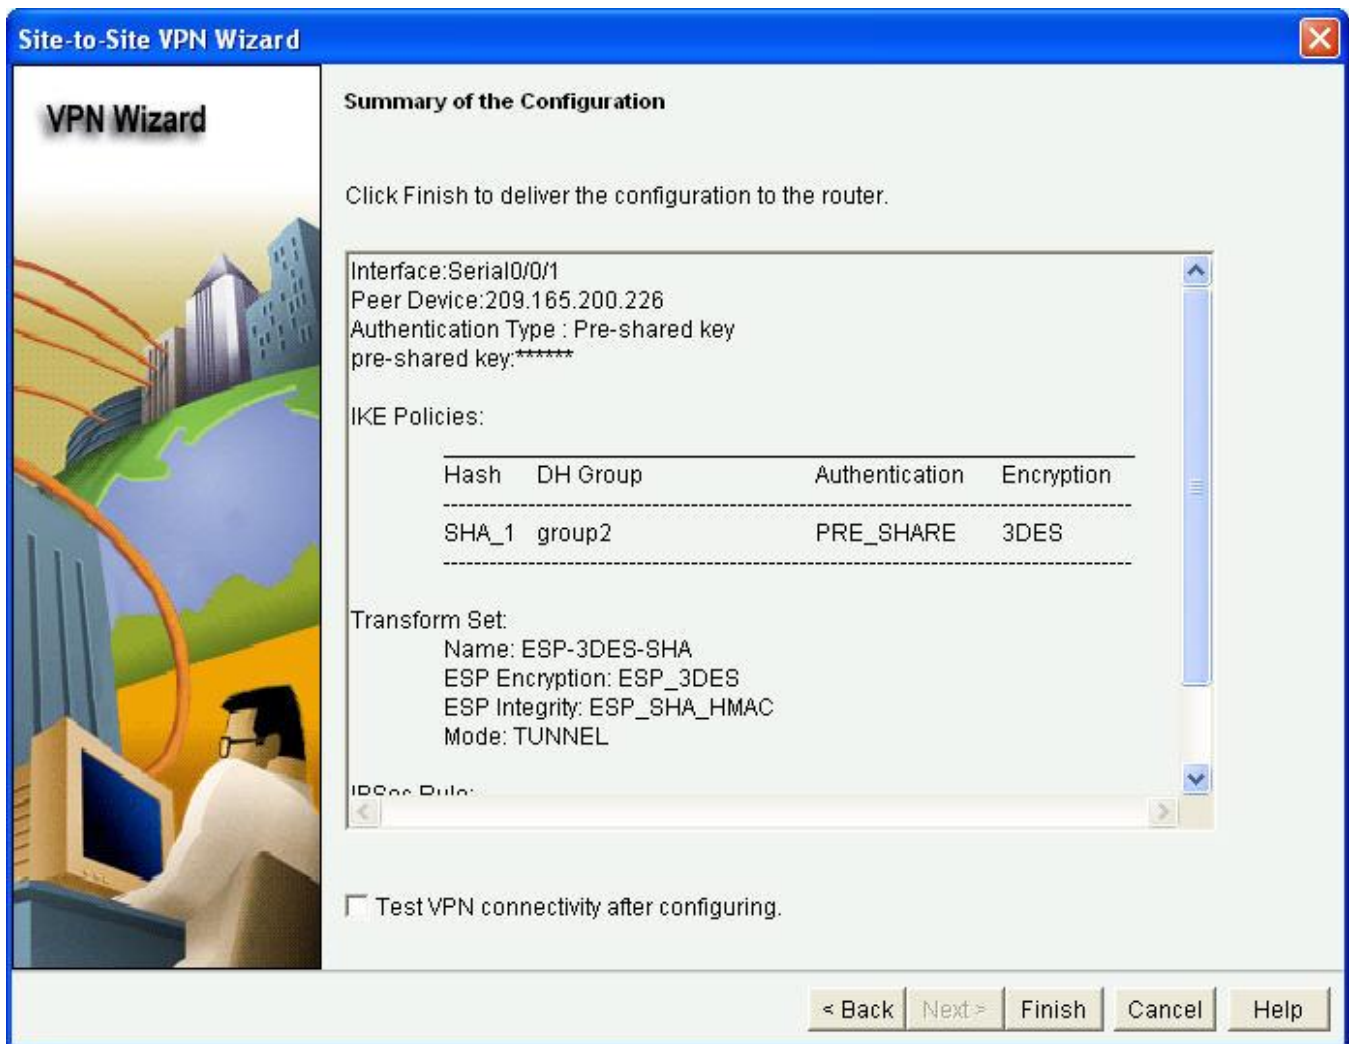 Site-to-Site VPN Wizard
VPN Wizard
Summary of the Configuration
Click Finish to deliver the configuration to the router.
Interface:Serial0/0/1
Peer Device:209.165.200.226
Authentication Type : Pre-shared key
pre-shared key:******
IKE Policies:
Hash DH Group Authentication Encryption
SHA_1 group2 PRE_SHARE 3DES
Transform Set:
Name: ESP-3DES-SHA
ESP Encryption: ESP_3DES
ESP Integrity: ESP_SHA_HMAC
Mode: TUNNEL
IPSec Rule:
Test VPN connectivity after configuring.
< Back Next > Finish Cancel Help